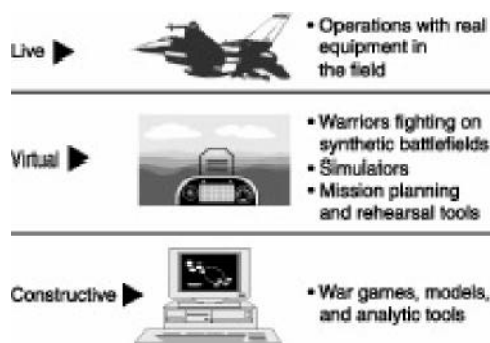 Live
• Operations with real
equipment in
the field
Virtual
• Warriors fighting on
synthetic battlefields
• Simulators
• Mission planning
and rehearsal tools
Constructive
• War games, models,
and analytic tools